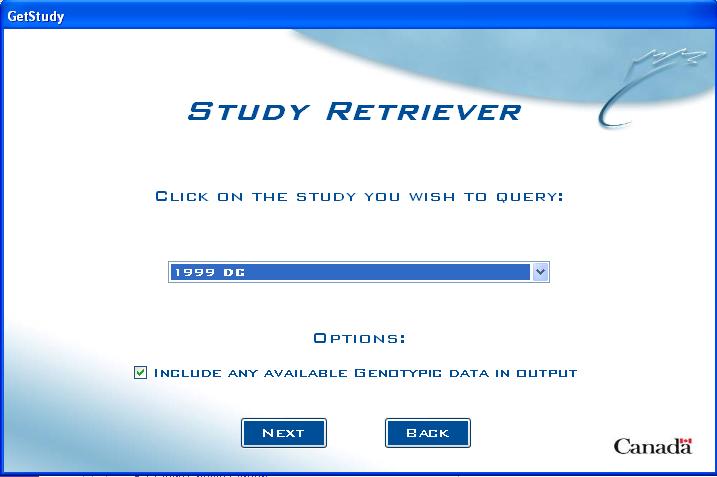 GetStudy
STUDY RETRIEVER
CLICK ON THE STUDY YOU WISH TO QUERY:
1999 DG
OPTIONS:
INCLUDE ANY AVAILABLE GENOTYPIC DATA IN OUTPUT
NEXT BACK
Canada